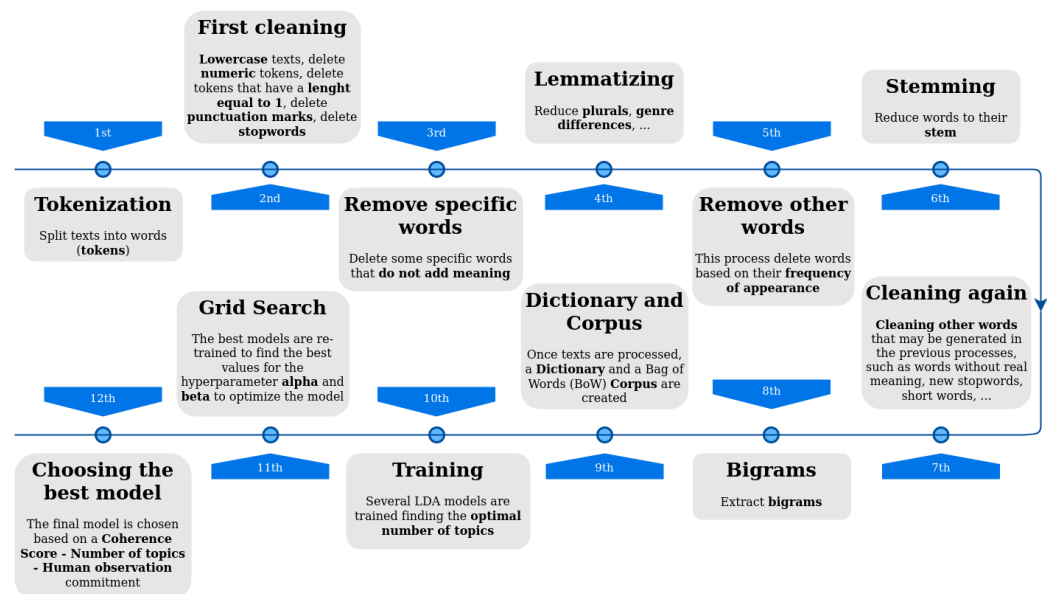 1st
Tokenization
Split texts into words
(tokens)
First cleaning
Lowercase texts, delete
numeric tokens, delete
tokens that have a lenght
equal to 1, delete
punctuation marks, delete
stopwords
2nd
3rd
Remove specific
words
Delete some specific words
that do not add meaning
Lemmatizing
Reduce plurals, genre
differences, ...
4th
5th
Remove other
words
This process delete words
based on their frequency
of appearance
Stemming
Reduce words to their
stem
6th
Cleaning again
Cleaning other words
that may be generated in
the previous processes,
such as words without real
meaning, new stopwords,
short words, ...
7th
8th
Bigrams
Extract bigrams
Dictionary and
Corpus
Once texts are processed,
a Dictionary and a Bag of
Words (BoW) Corpus are
created
9th
10th
Training
Several LDA models are
trained finding the optimal
number of topics
Grid Search
The best models are re-
trained to find the best
values for the
hyperparameter alpha and
beta to optimize the model
11th
12th
Choosing the
best model
The final model is chosen
based on a Coherence
Score - Number of topics
- Human observation
commitment